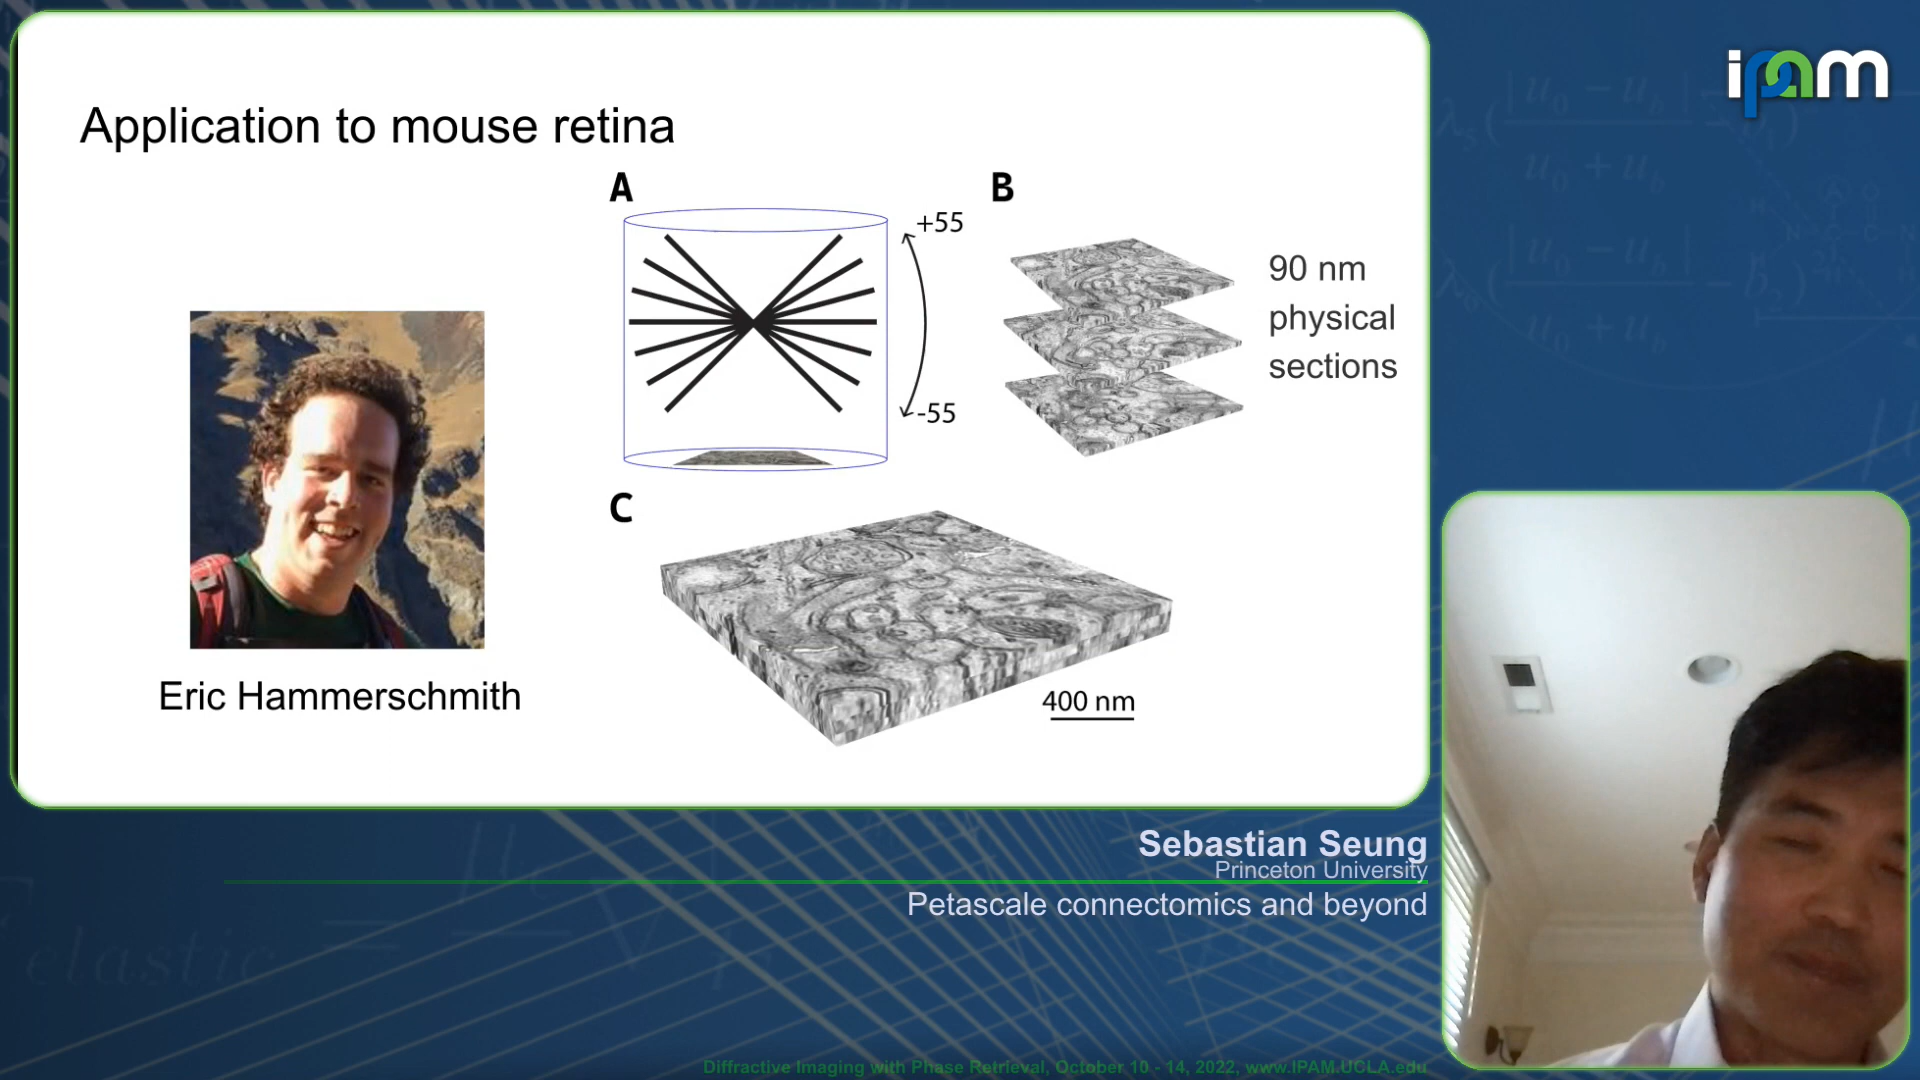 Application to mouse retina
A
+55
-55
B
90 nm
physical
sections
C
400 nm
Eric Hammerschmith
ipam
Sebastian Seung
Princeton University
Petascale connectomics and beyond
Diffractive Imaging with Phase Retrieval, October 10 - 14, 2022, www.IPAM.UCLA.edu
elastic